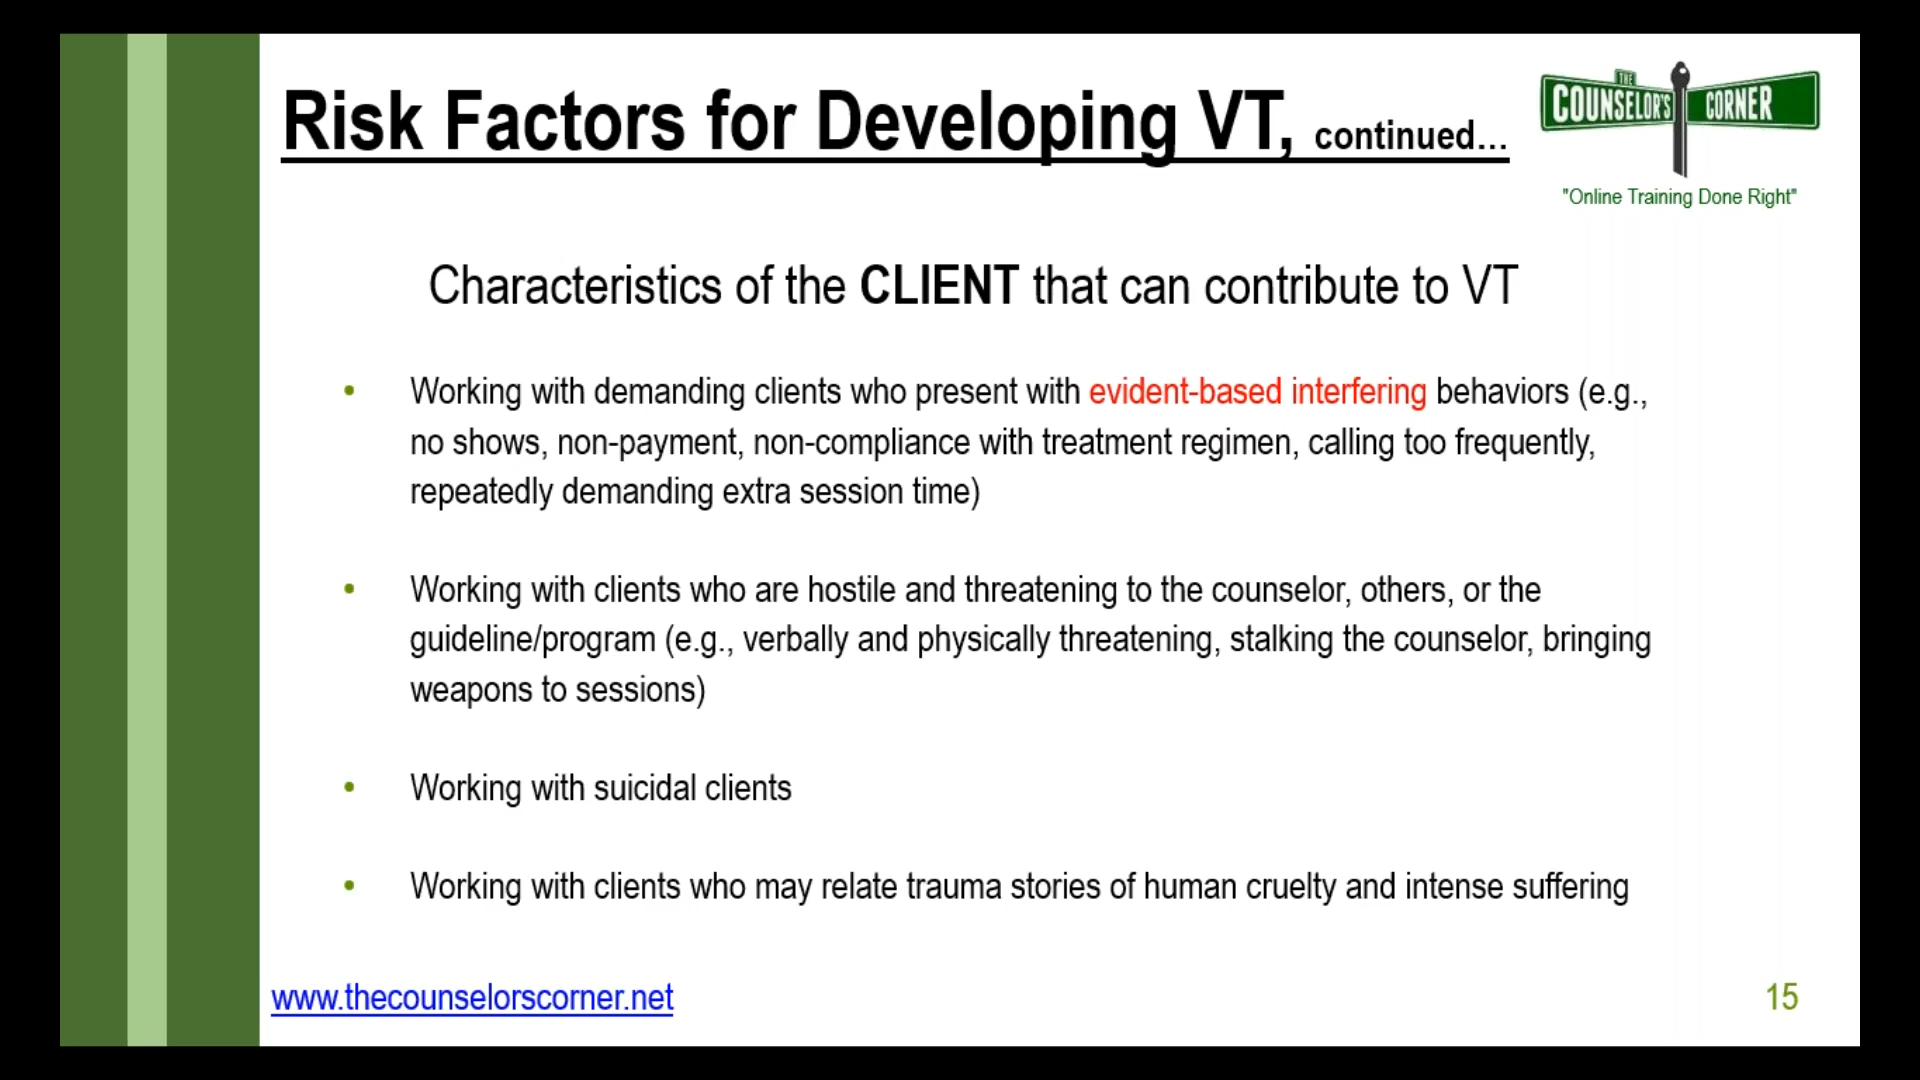 Risk Factors for Developing VT, continued...
THE
COUNSELOR'S CORNER
"Online Training Done Right"
Characteristics of the CLIENT that can contribute to VT
• Working with demanding clients who present with evident-based interfering behaviors (e.g.,
no shows, non-payment, non-compliance with treatment regimen, calling too frequently,
repeatedly demanding extra session time)
• Working with clients who are hostile and threatening to the counselor, others, or the
guideline/program (e.g., verbally and physically threatening, stalking the counselor, bringing
weapons to sessions)
• Working with suicidal clients
• Working with clients who may relate trauma stories of human cruelty and intense suffering
www.thecounselorscorner.net
15